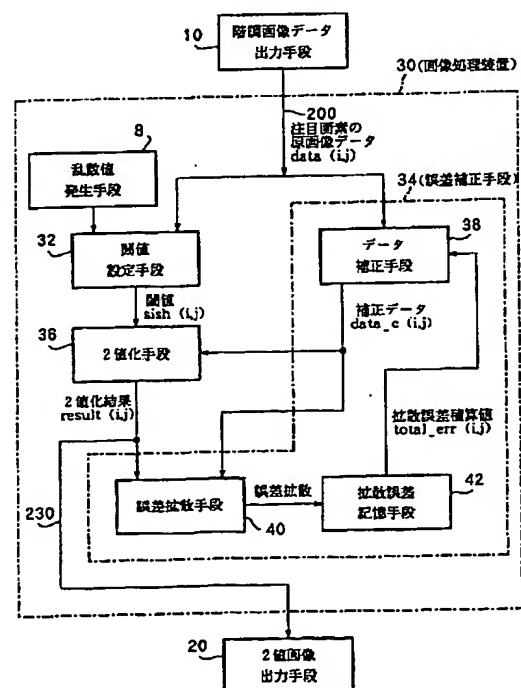 10
階調画像データ
出力手段
30(画像処理装置)
200
注目画素の
原画像データ
data (i,j)
8
乱数値
発生手段
34(誤差補正手段)
32
閾値
設定手段
38
データ
補正手段
閾値
sish (i,j)
補正データ
data_c (i,j)
36
2値化手段
2値化結果
result (i,j)
拡散誤差積算値
total_err (i,j)
230
誤差拡散手段
40
誤差拡散
拡散誤差
記憶手段
42
20
2値画像
出力手段